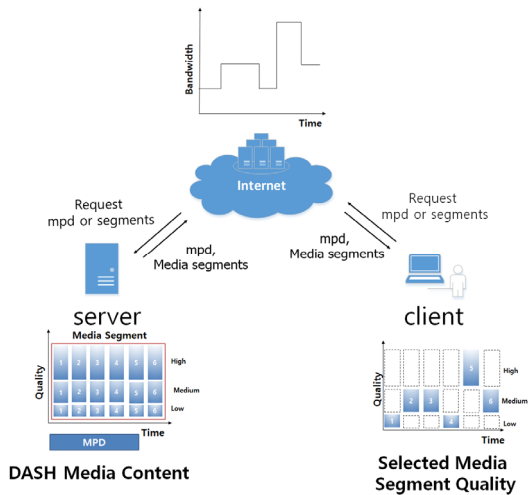 Bandwidth
Time
Internet
Request
mpd or segments
Request
mpd or segments
mpd,
Media segments
mpd,
Media segments
server
client
Media Segment
Quality
1 2 3 4 5 6 High
1 2 3 4 5 6 Medium
1 2 3 4 5 6 Low
Time
MPD
DASH Media Content
Quality
5 High
2 3 6 Medium
1 4 Low
Time
Selected Media
Segment Quality